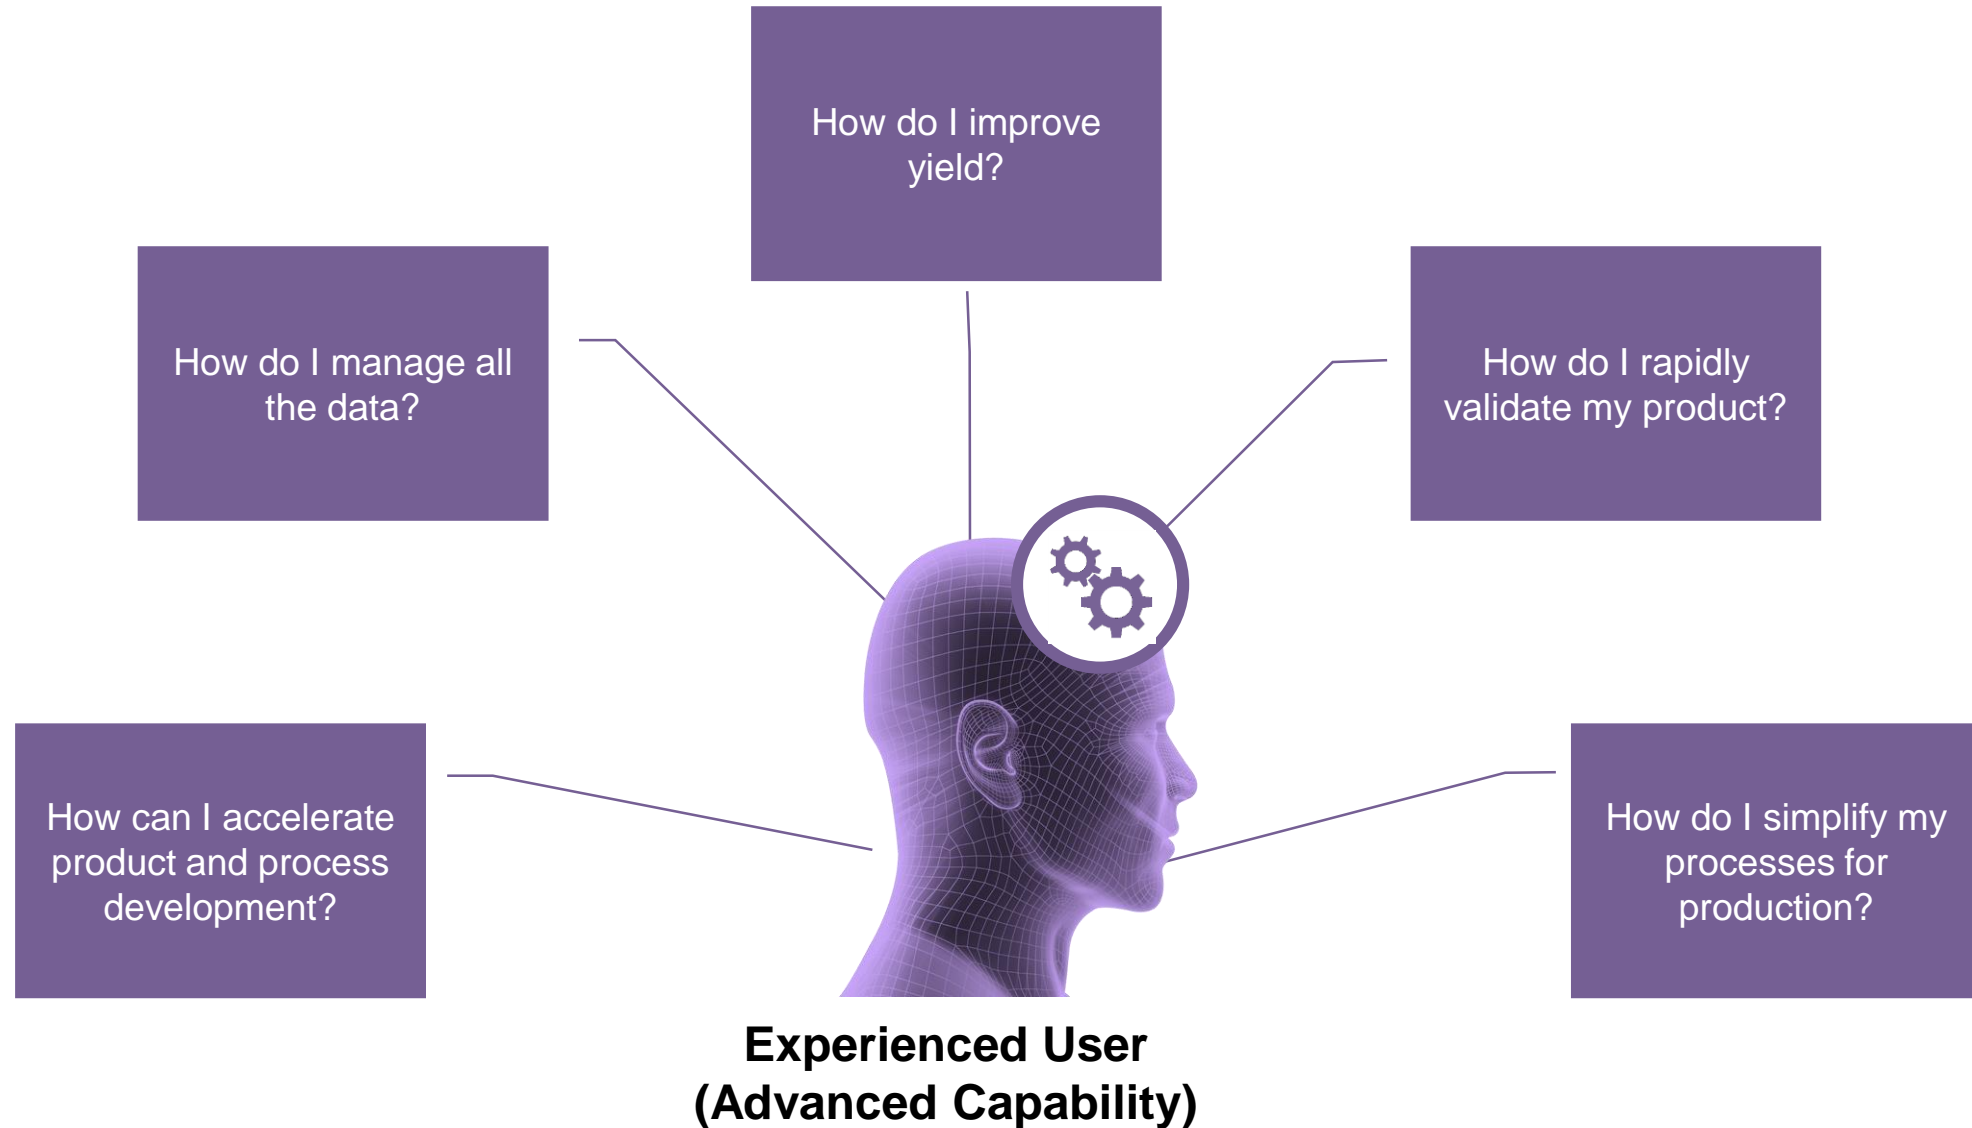 How do I improve
yield?
How do I manage all
the data?
How do I rapidly
validate my product?
How can I accelerate
product and process
development?
How do I simplify my
processes for
production?
Experienced User
(Advanced Capability)